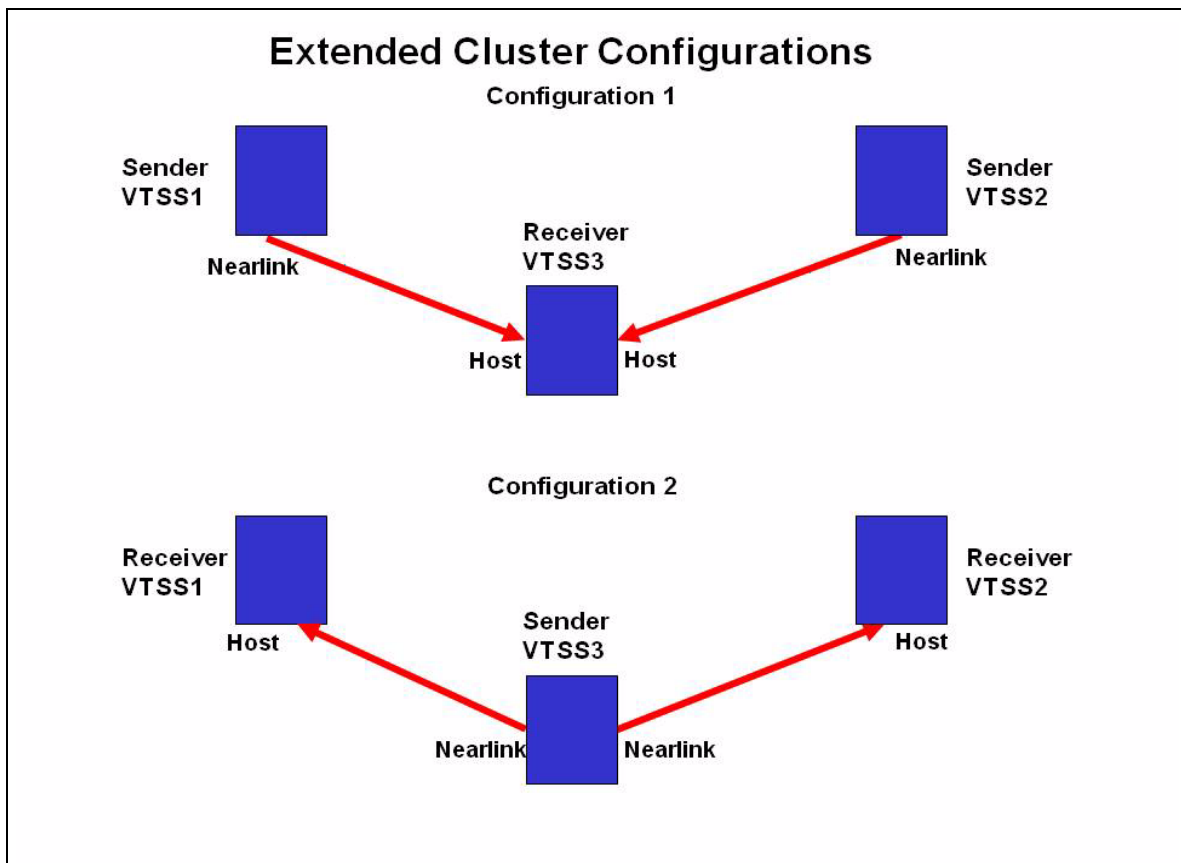 Extended Cluster Configurations
Configuration 1
Sender
VTSS1
Sender
VTSS2
Receiver
VTSS3
Nearlink
Nearlink
Host
Host
Configuration 2
Receiver
VTSS1
Receiver
VTSS2
Sender
VTSS3
Host
Host
Nearlink
Nearlink